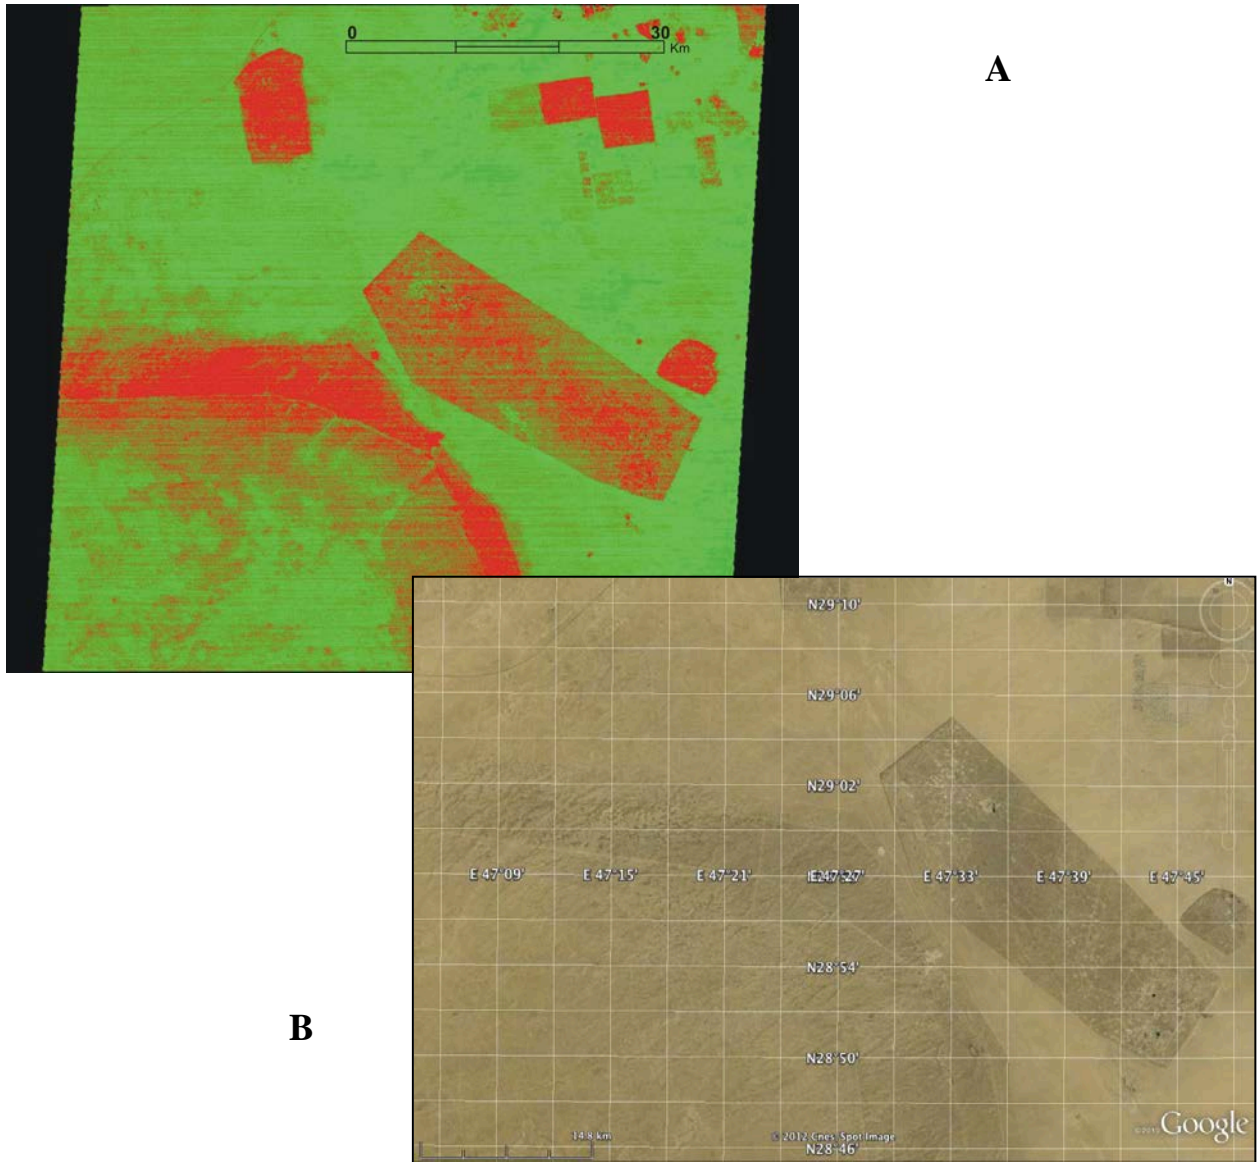 0 30
Km
A
N
N29°10'
N29°06'
N29°02'
E 47°09' E 47°15' E 47°21' E 47°33' E 47°39' E 47°45'
N28°54'
B
N28°50'
14.8 km © 2012 Cnes, Spot Image Google
N28°46'